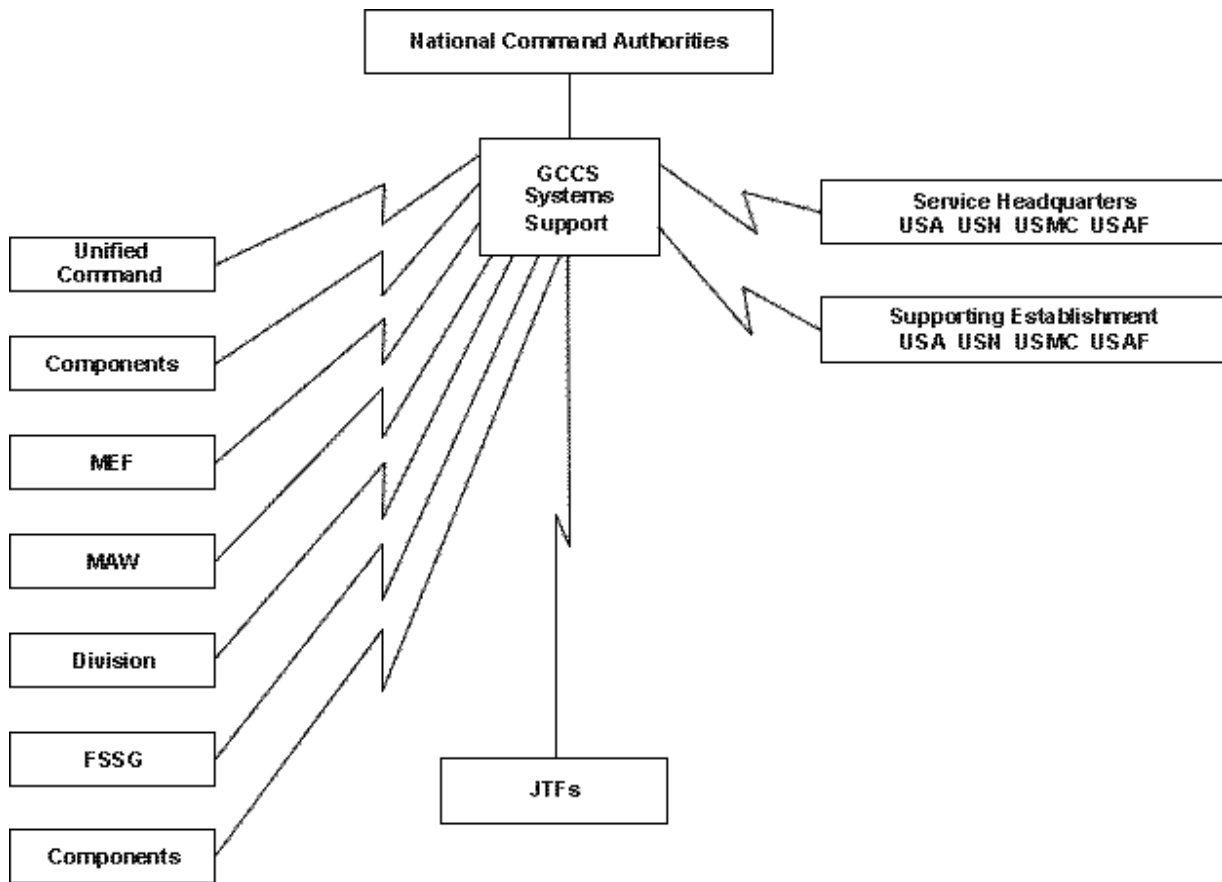 National Command Authorities
GCCS
Systems
Support
Service Headquarters
USA USN USMC USAF
Unified
Command
Supporting Establishment
USA USN USMC USAF
Components
MEF
MAW
Division
FSSG
JTFs
Components